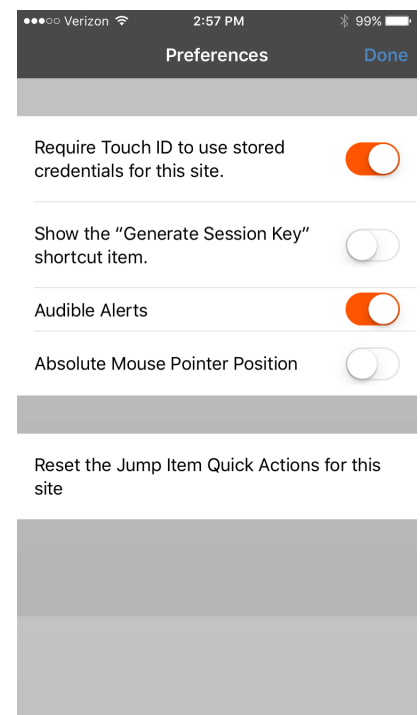 Verizon 2:57 PM 99%
Preferences Done
Require Touch ID to use stored
credentials for this site.
Show the “Generate Session Key”
shortcut item.
Audible Alerts
Absolute Mouse Pointer Position
Reset the Jump Item Quick Actions for this
site